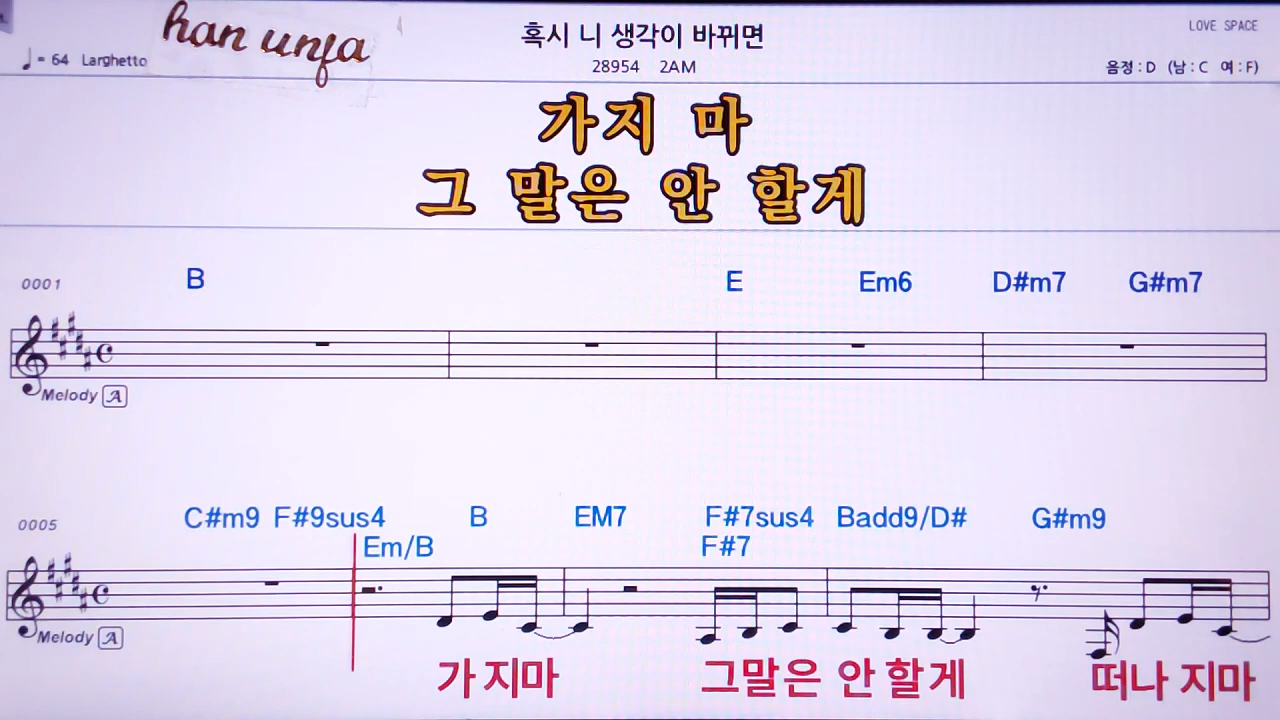 han unja
혹시 니 생각이 바뀌면
LOVE SPACE
♩= 64 Larghetto
28954 2AM
음정 : D (남 : C 여 : F)
가지 마
그 말은 안 할게
0001 B E Em6 D#m7 G#m7
Melody A
0005 C#m9 F#9sus4 B EM7 F#7sus4 Badd9/D# G#m9
Em/B F#7
Melody A
가 지마 그말은 안 할게 떠나 지마